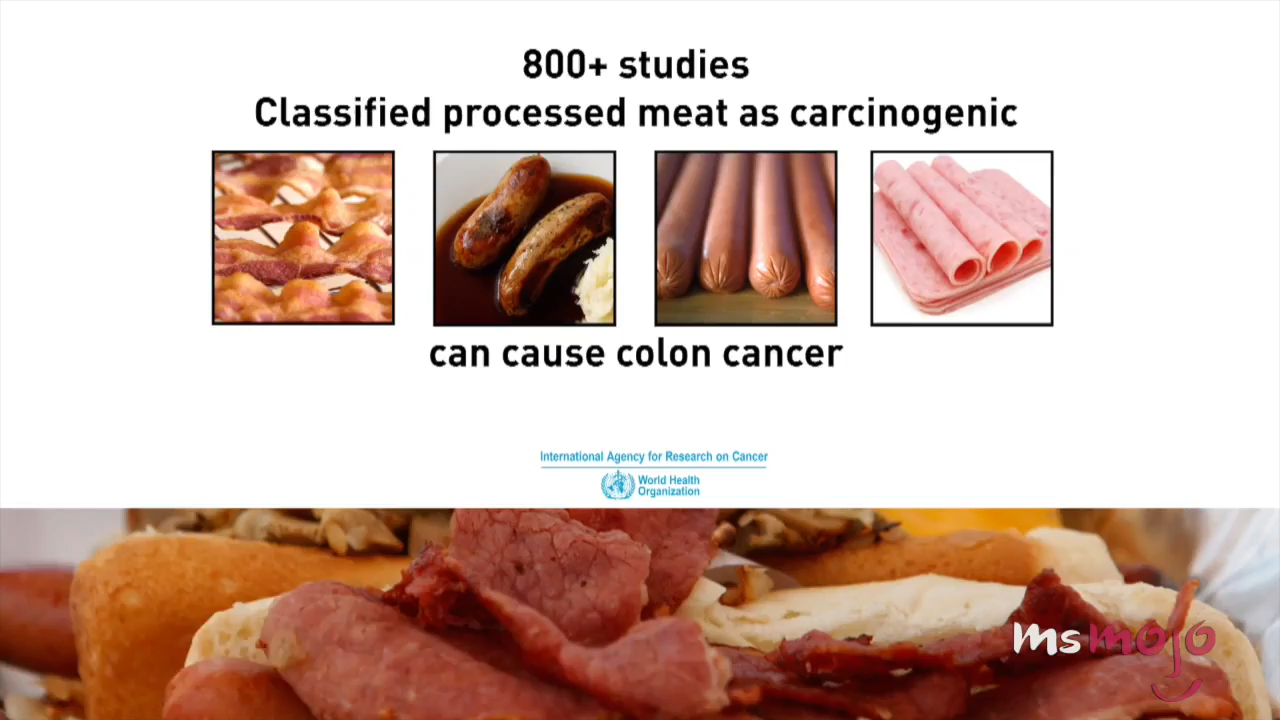 800+ studies
Classified processed meat as carcinogenic
can cause colon cancer
International Agency for Research on Cancer
World Health
Organization
msmojo